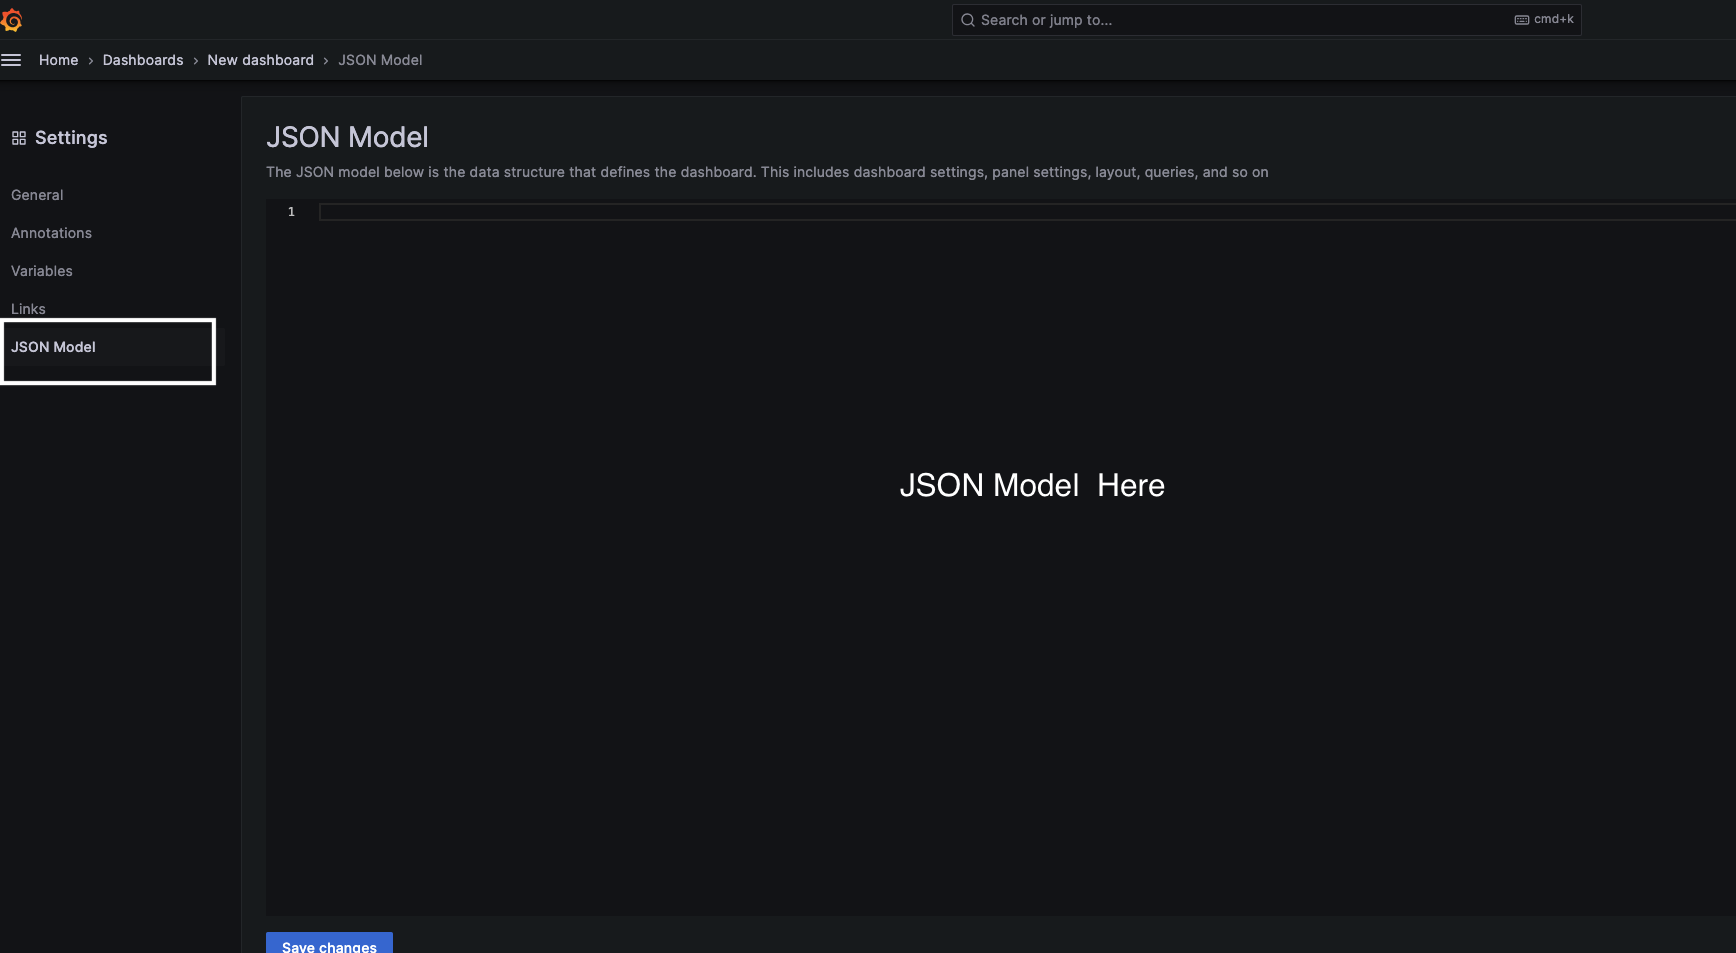 Search or jump to...
cmd+k
Home › Dashboards › New dashboard › JSON Model
Settings
General
Annotations
Variables
Links
JSON Model
JSON Model
The JSON model below is the data structure that defines the dashboard. This includes dashboard settings, panel settings, layout, queries, and so on
1
JSON Model  Here
Save changes